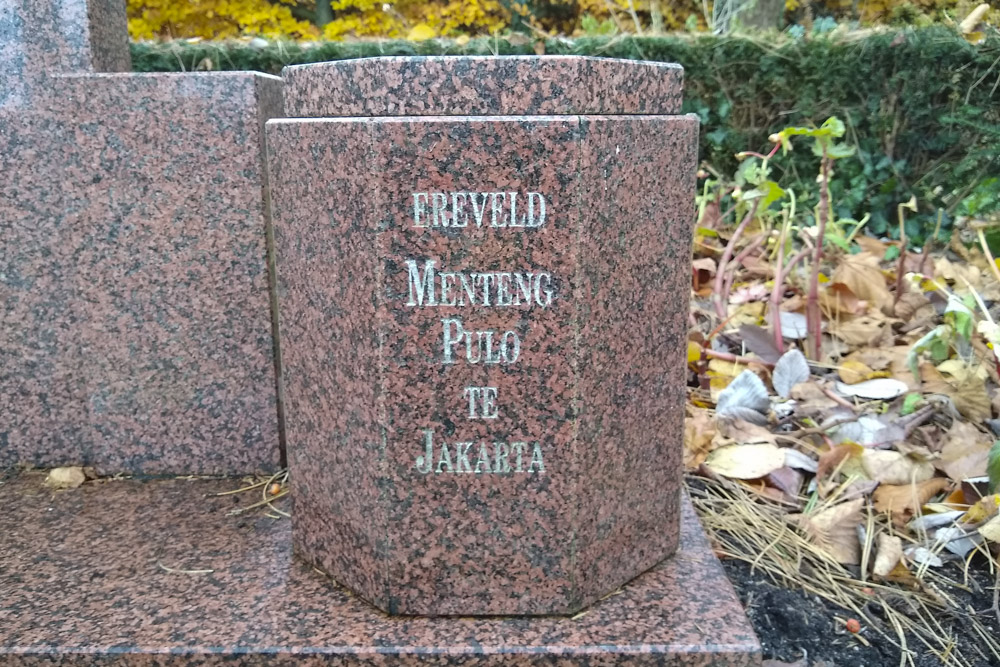 EREVELD
MENTENG
PULO
TE
JAKARTA